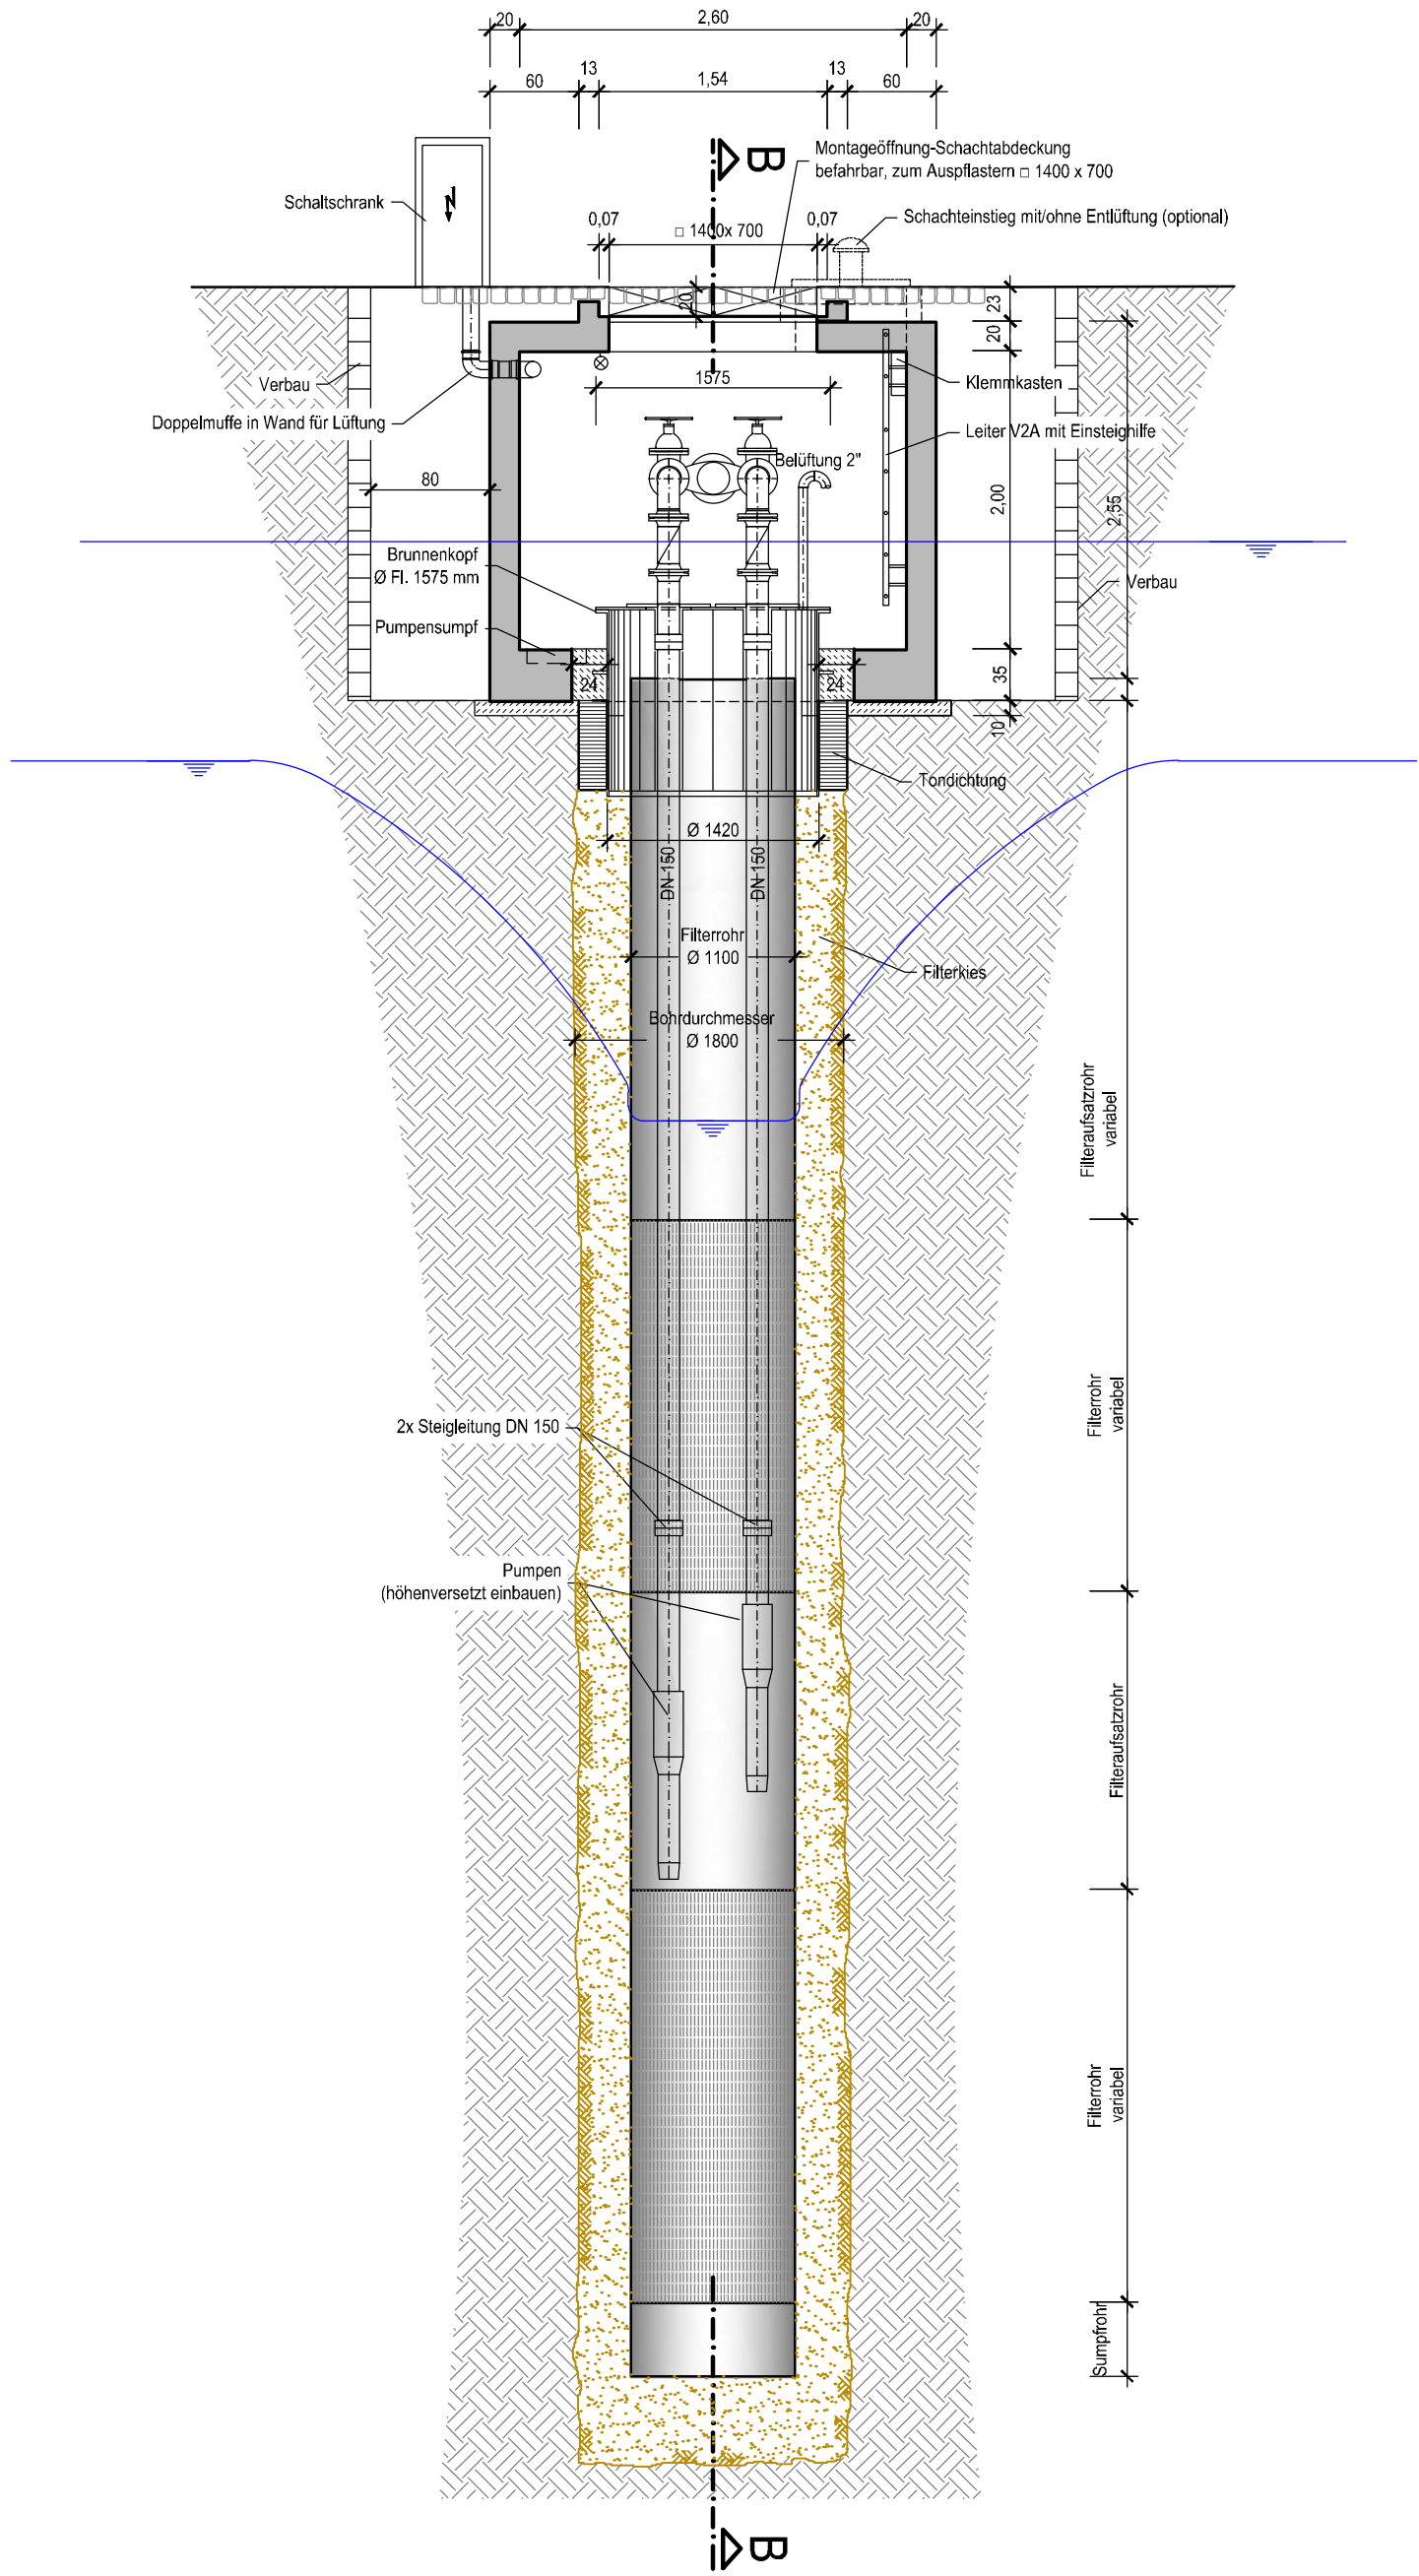 20
2,60
20
60
13
1,54
13
60
B
Montageöffnung-Schachtabdeckung
befahrbar, zum Auspflastern □ 1400 x 700
Schaltschrank
0,07
□ 1400x 700
0,07
Schachteinstieg mit/ohne Entlüftung (optional)
20
23
20
Verbau
1575
Klemmkasten
Doppelmuffe in Wand für Lüftung
Leiter V2A mit Einsteighilfe
Belüftung 2"
80
2,00
2,55
Brunnenkopf
Ø Fl. 1575 mm
Verbau
Pumpensumpf
24
24
35
10
Tondichtung
Ø 1420
DN 150
DN 150
Filterrohr
Ø 1100
Filterkies
Bohrdurchmesser
Ø 1800
Filteraufsatzrohr
variabel
Filterrohr
variabel
2x Steigleitung DN 150
Pumpen
(höhenversetzt einbauen)
Filteraufsatzrohr
Filterrohr
variabel
Sumpfrohr
B